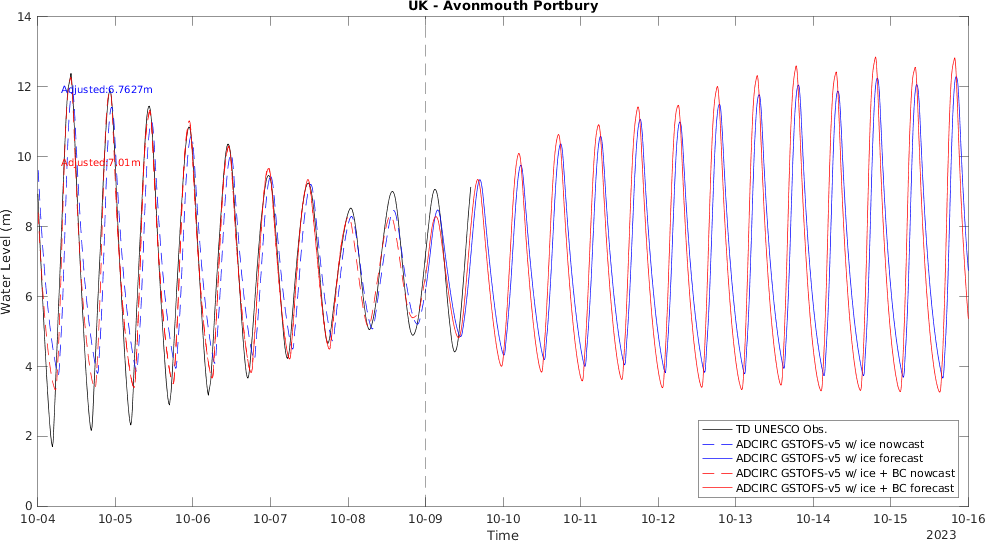 UK - Avonmouth Portbury
14
12
10
8
6
4
2
0
Water Level (m)
Adjusted:6.7627m
Adjusted:7.01m
TD UNESCO Obs.
ADCIRC GSTOFS-v5 w/ ice nowcast
ADCIRC GSTOFS-v5 w/ ice forecast
ADCIRC GSTOFS-v5 w/ ice + BC nowcast
ADCIRC GSTOFS-v5 w/ ice + BC forecast
10-04 10-05 10-06 10-07 10-08 10-09 10-10 10-11 10-12 10-13 10-14 10-15 10-16
Time
2023